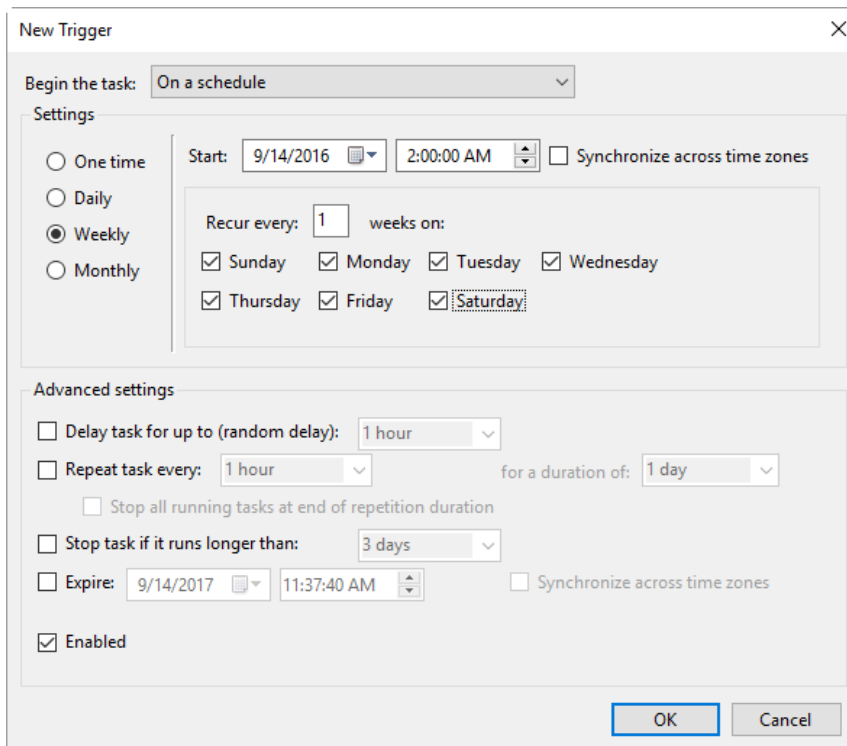 New Trigger
Begin the task: On a schedule
Settings
One time
Daily
Weekly
Monthly
Start: 9/14/2016 2:00:00 AM Synchronize across time zones
Recur every: 1 weeks on:
Sunday Monday Tuesday Wednesday
Thursday Friday Saturday
Advanced settings
Delay task for up to (random delay): 1 hour
Repeat task every: 1 hour for a duration of: 1 day
Stop all running tasks at end of repetition duration
Stop task if it runs longer than: 3 days
Expire: 9/14/2017 11:37:40 AM Synchronize across time zones
Enabled
OK Cancel